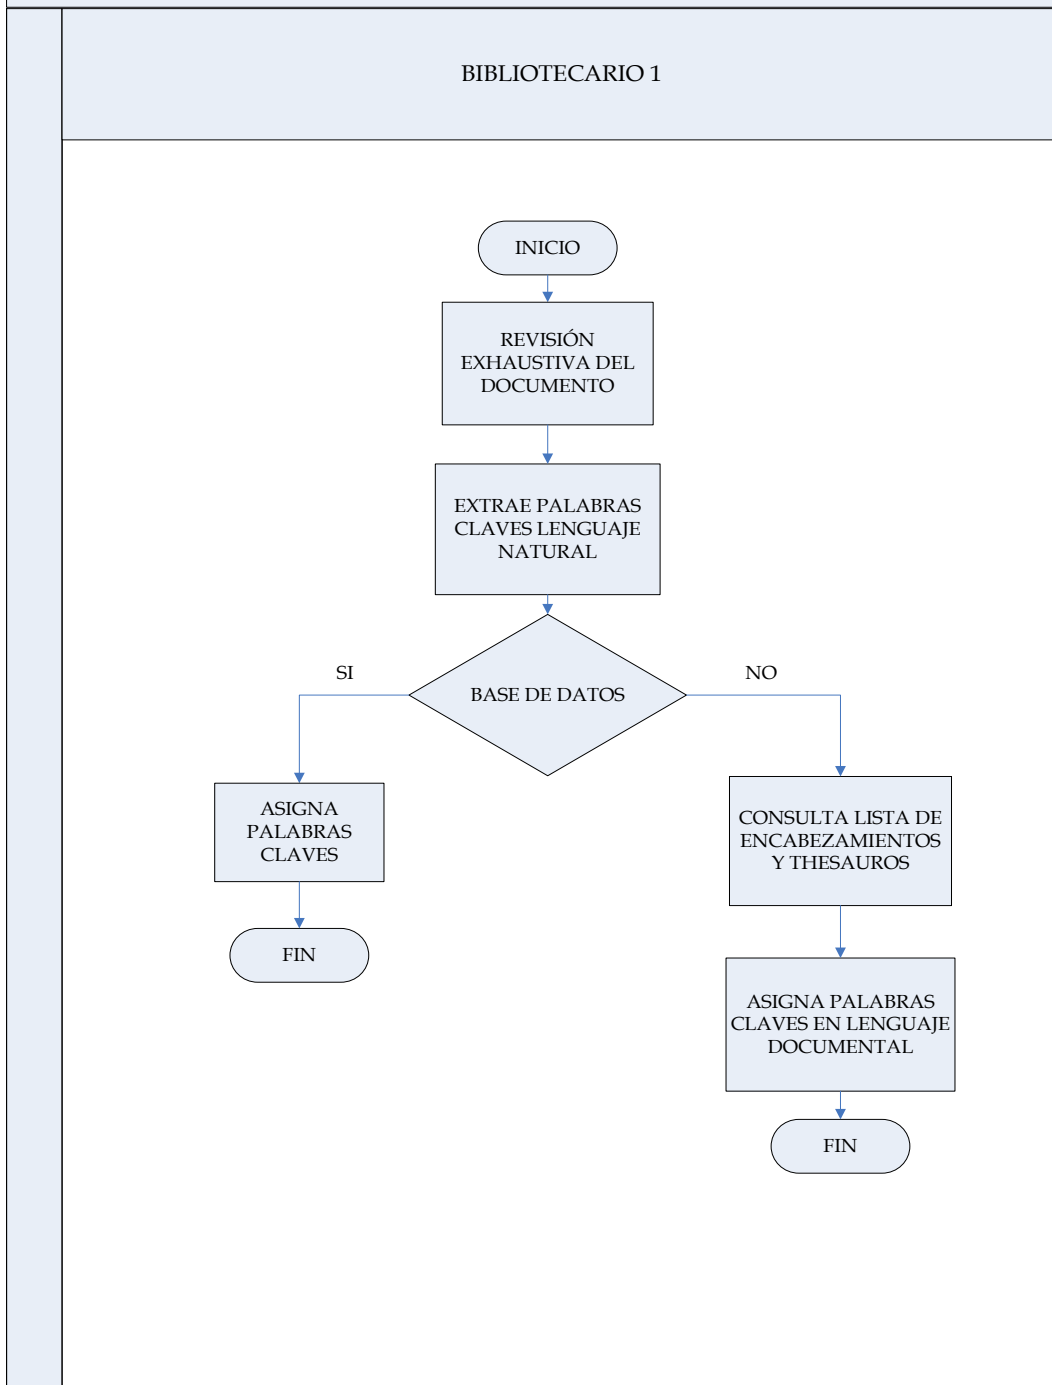 BIBLIOTECARIO 1
INICIO
REVISIÓN
EXHAUSTIVA DEL
DOCUMENTO
EXTRAE PALABRAS
CLAVES LENGUAJE
NATURAL
SI
NO
BASE DE DATOS
ASIGNA
PALABRAS
CLAVES
FIN
CONSULTA LISTA DE
ENCABEZAMIENTOS
Y THESAUROS
ASIGNA PALABRAS
CLAVES EN LENGUAJE
DOCUMENTAL
FIN